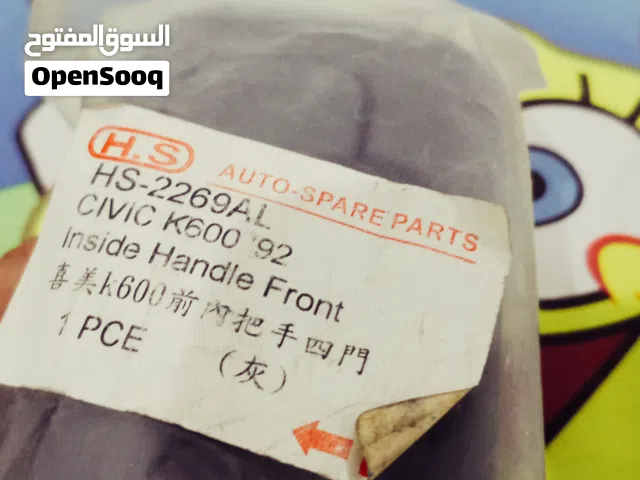 السوق المفتوح
OpenSooq
H.S
AUTO-SPARE PARTS
HS-2269AL
CIVIC K600 '92
Inside Handle Front
喜美k600前內把手四門
1 PCE (灰)